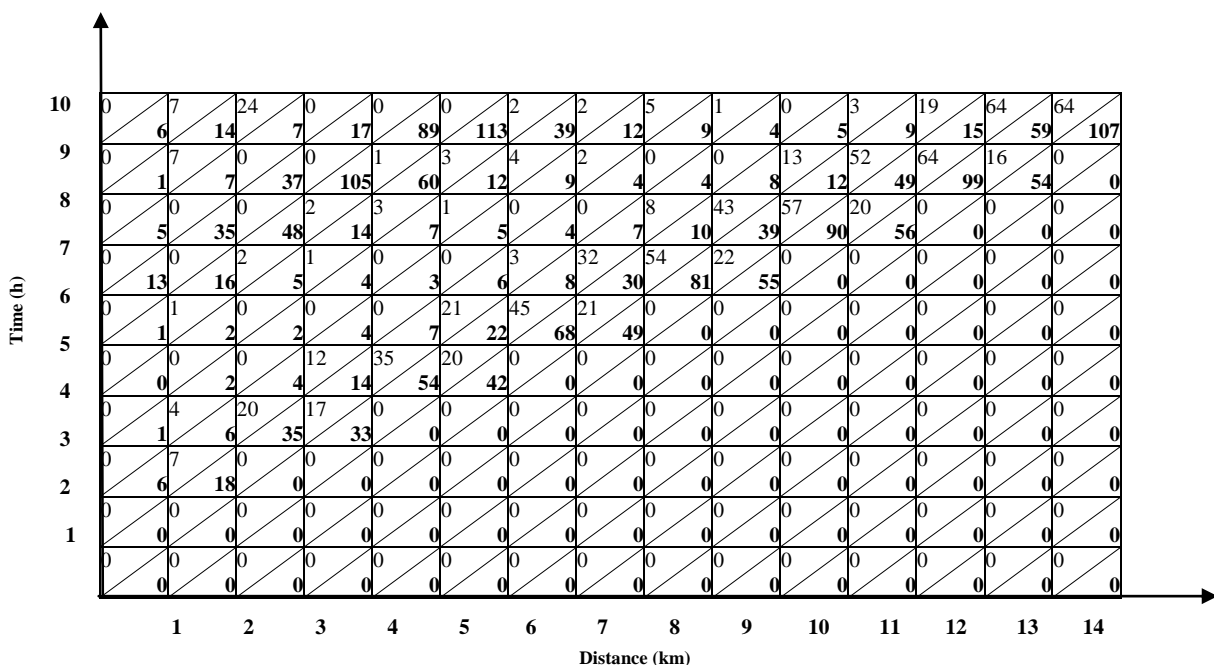 10
0 7 24 0 0 0 2 2 5 1 0 3 19 64 64
6 14 7 17 89 113 39 12 9 4 5 9 15 59 107
9
0 7 0 0 1 3 4 2 0 0 13 52 64 16 0
1 7 37 105 60 12 9 4 4 8 12 49 99 54 0
8
0 0 0 2 3 1 0 0 8 43 57 20 0 0 0
5 35 48 14 7 5 4 7 10 39 90 56 0 0 0
7
0 0 2 1 0 0 3 32 54 22 0 0 0 0 0
13 16 5 4 3 6 8 30 81 55 0 0 0 0 0
6
0 1 0 0 0 21 45 21 0 0 0 0 0 0 0
1 2 2 4 7 22 68 49 0 0 0 0 0 0 0
5
0 0 0 12 35 20 0 0 0 0 0 0 0 0 0
0 2 4 14 54 42 0 0 0 0 0 0 0 0 0
4
0 4 20 17 0 0 0 0 0 0 0 0 0 0 0
1 6 35 33 0 0 0 0 0 0 0 0 0 0 0
3
0 7 0 0 0 0 0 0 0 0 0 0 0 0 0
6 18 0 0 0 0 0 0 0 0 0 0 0 0 0
2
0 0 0 0 0 0 0 0 0 0 0 0 0 0 0
0 0 0 0 0 0 0 0 0 0 0 0 0 0 0
1
0 0 0 0 0 0 0 0 0 0 0 0 0 0 0
0 0 0 0 0 0 0 0 0 0 0 0 0 0 0
Time (h)
1 2 3 4 5 6 7 8 9 10 11 12 13 14
Distance (km)